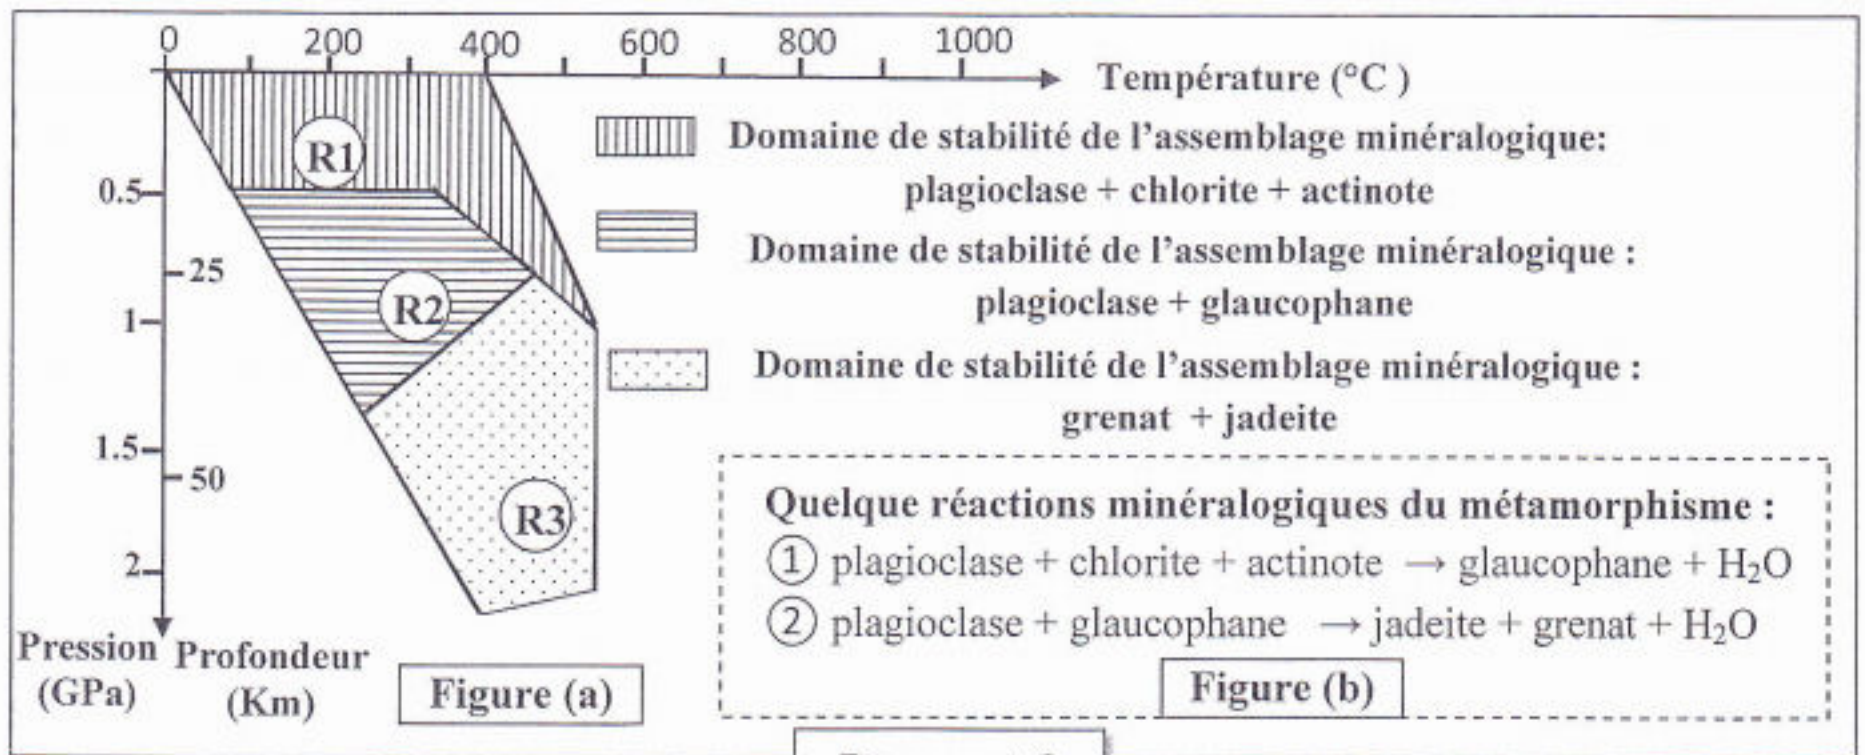 0 200 400 600 800 1000
Température (°C )
R1
Domaine de stabilité de l'assemblage minéralogique:
plagioclase + chlorite + actinote
0.5
Domaine de stabilité de l'assemblage minéralogique :
plagioclase + glaucophane
25
R2
1
Domaine de stabilité de l'assemblage minéralogique :
grenat + jadeite
1.5
50
R3
2
Pression
(GPa)
Profondeur
(Km)
Figure (a)
Quelque réactions minéralogiques du métamorphisme :
① plagioclase + chlorite + actinote → glaucophane + H₂O
② plagioclase + glaucophane → jadeite + grenat + H₂O
Figure (b)